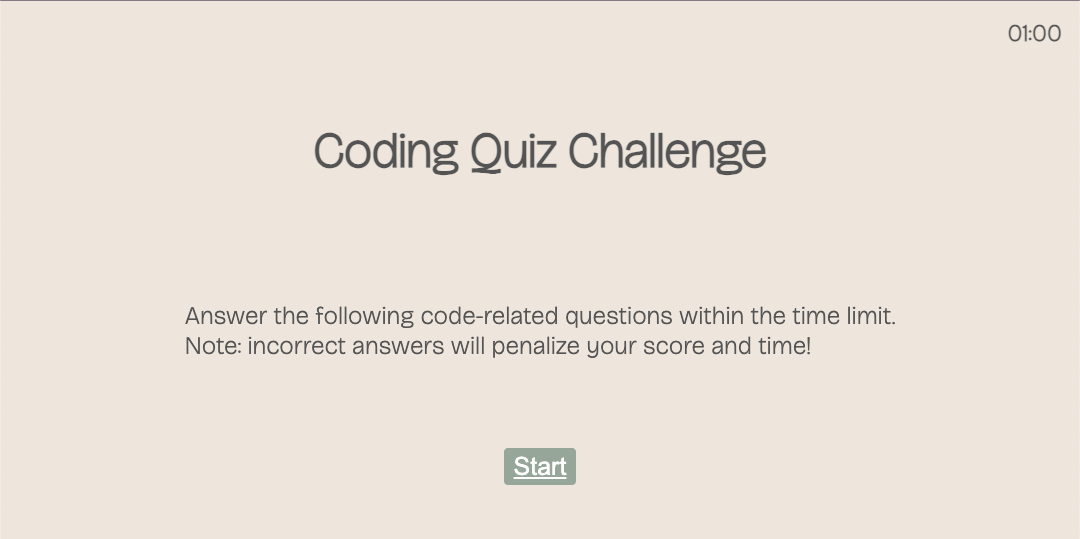 01:00
Coding Quiz Challenge
Answer the following code-related questions within the time limit.
Note: incorrect answers will penalize your score and time!
Start